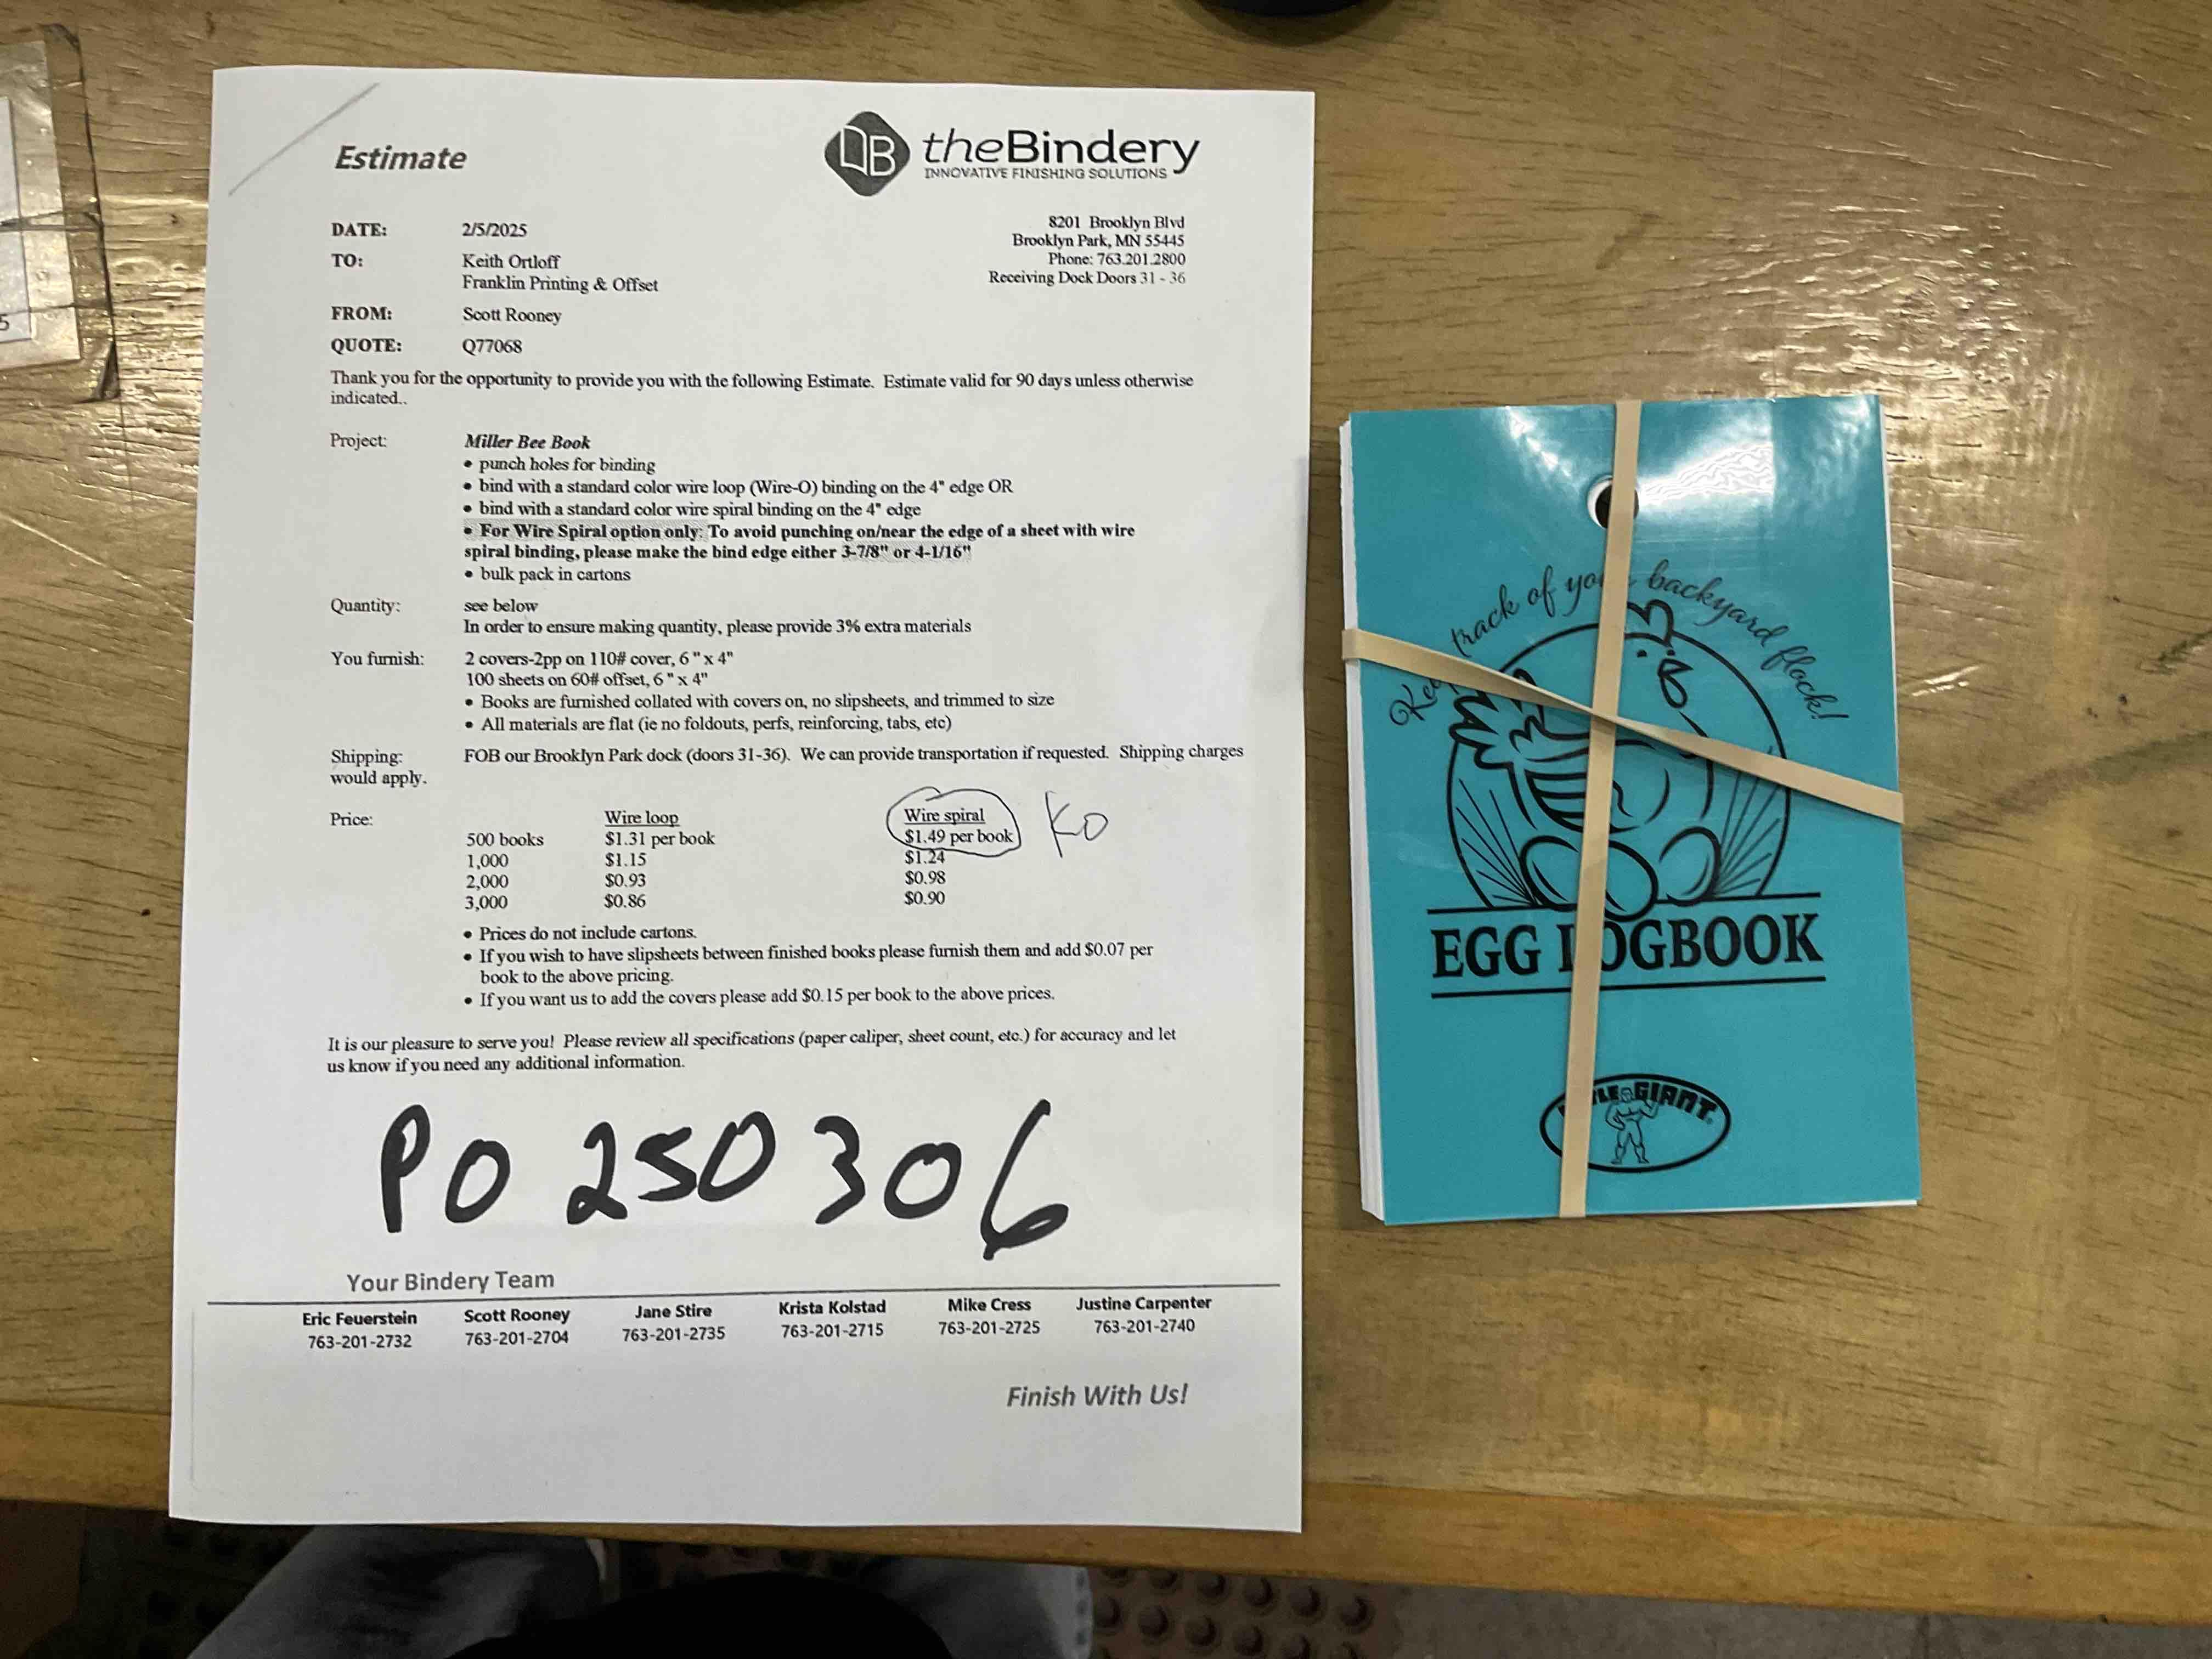 Estimate
theBindery
INNOVATIVE FINISHING SOLUTIONS
8201 Brooklyn Blvd
Brooklyn Park, MN 55445
Phone: 763.201.2800
Receiving Dock Doors 31 - 36
DATE: 2/5/2025
TO: Keith Ortloff
Franklin Printing & Offset
FROM: Scott Rooney
QUOTE: Q77068
Thank you for the opportunity to provide you with the following Estimate. Estimate valid for 90 days unless otherwise
indicated..
Project: Miller Bee Book
• punch holes for binding
• bind with a standard color wire loop (Wire-O) binding on the 4" edge OR
• bind with a standard color wire spiral binding on the 4" edge
• For Wire Spiral option only: To avoid punching on/near the edge of a sheet with wire
spiral binding, please make the bind edge either 3-7/8" or 4-1/16"
• bulk pack in cartons
Quantity: see below
In order to ensure making quantity, please provide 3% extra materials
You furnish: 2 covers-2pp on 110# cover, 6 " x 4"
100 sheets on 60# offset, 6 " x 4"
• Books are furnished collated with covers on, no slipsheets, and trimmed to size
• All materials are flat (ie no foldouts, perfs, reinforcing, tabs, etc)
Shipping: FOB our Brooklyn Park dock (doors 31-36). We can provide transportation if requested. Shipping charges
would apply.
Price: Wire loop Wire spiral KO
500 books $1.31 per book $1.49 per book
1,000 $1.15 $1.24
2,000 $0.93 $0.98
3,000 $0.86 $0.90
• Prices do not include cartons.
• If you wish to have slipsheets between finished books please furnish them and add $0.07 per
book to the above pricing.
• If you want us to add the covers please add $0.15 per book to the above prices.
It is our pleasure to serve you! Please review all specifications (paper caliper, sheet count, etc.) for accuracy and let
us know if you need any additional information.
PO 250306
Your Bindery Team
Eric Feuerstein Scott Rooney Jane Stire Krista Kolstad Mike Cress Justine Carpenter
763-201-2732 763-201-2704 763-201-2735 763-201-2715 763-201-2725 763-201-2740
Finish With Us!
track of your backyard flock!
EGG LOGBOOK
GIANT